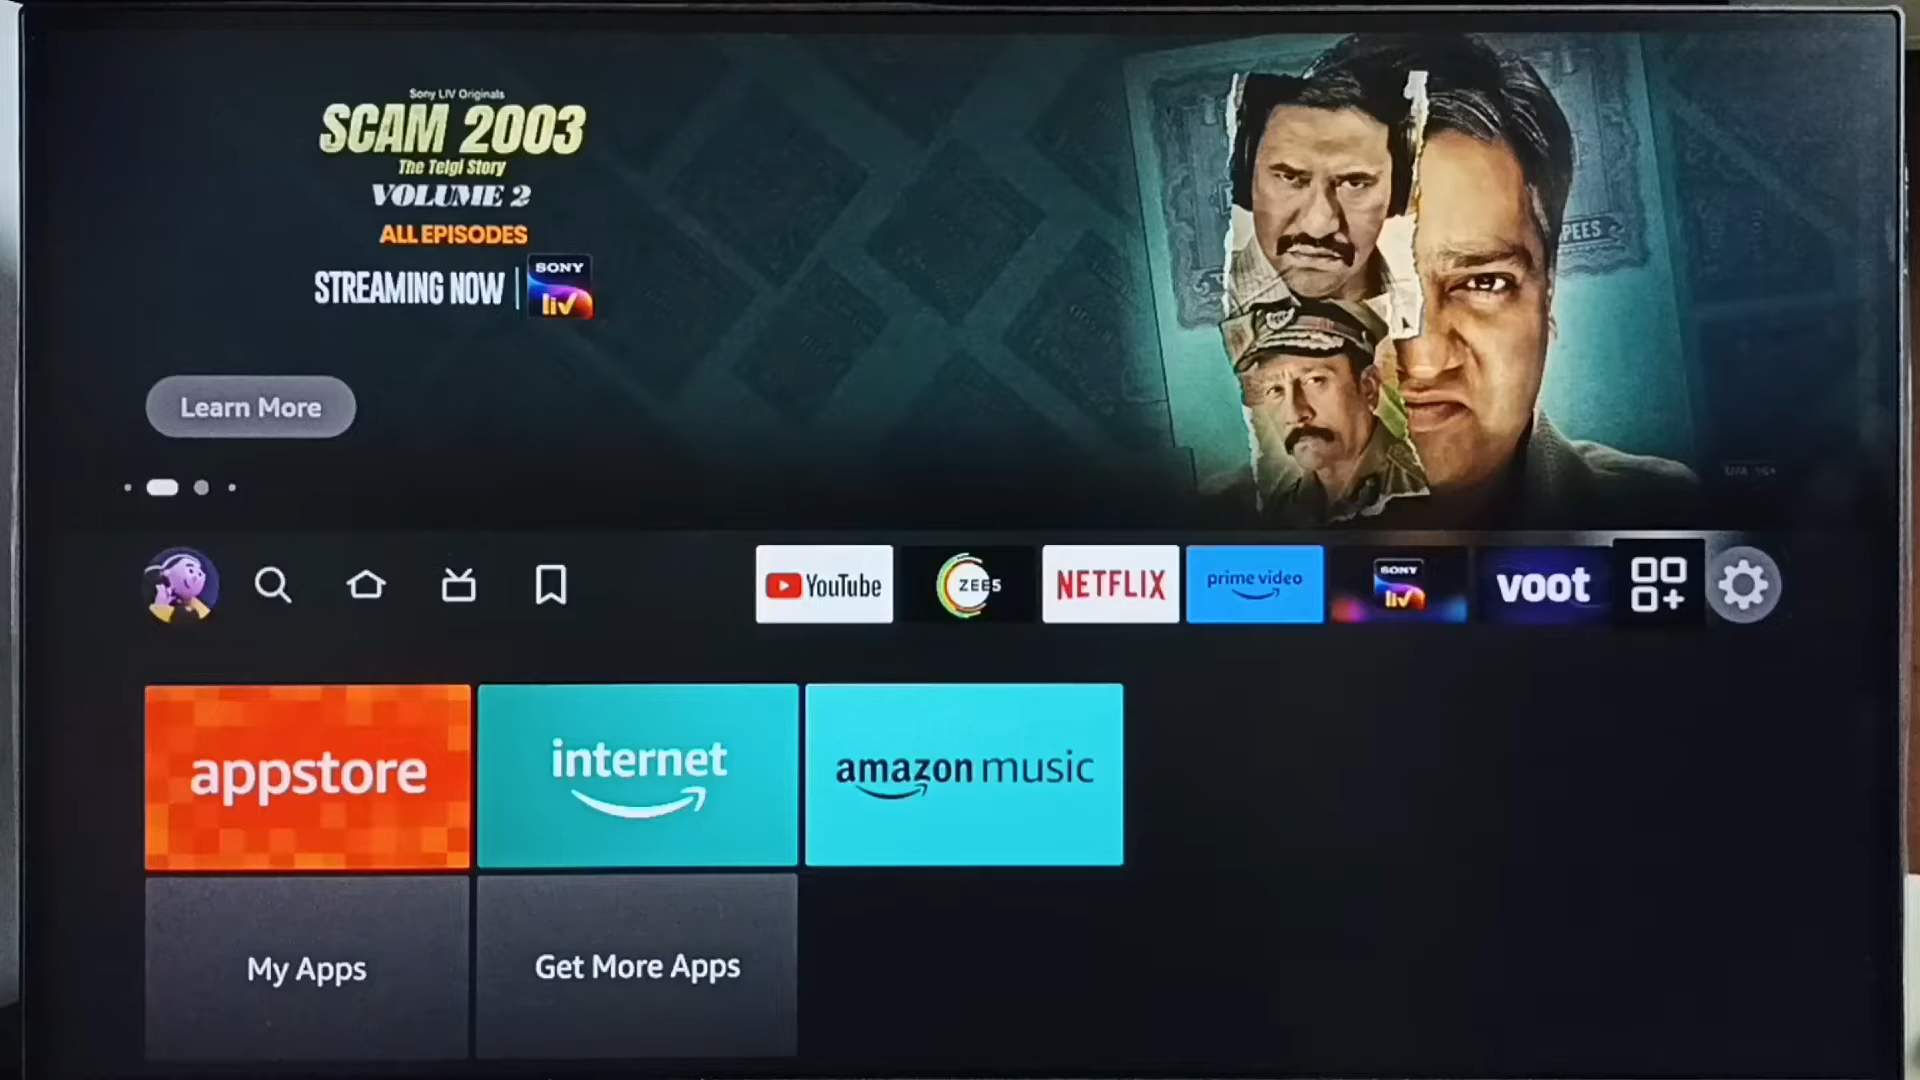 Sony LIV Originals
SCAM 2003
The Telgi Story
VOLUME 2
ALL EPISODES
STREAMING NOW
SONY
liv
PEES
Learn More
YouTube
ZEE5
NETFLIX
prime video
SONY
liv
voot
appstore
internet
amazon music
My Apps
Get More Apps